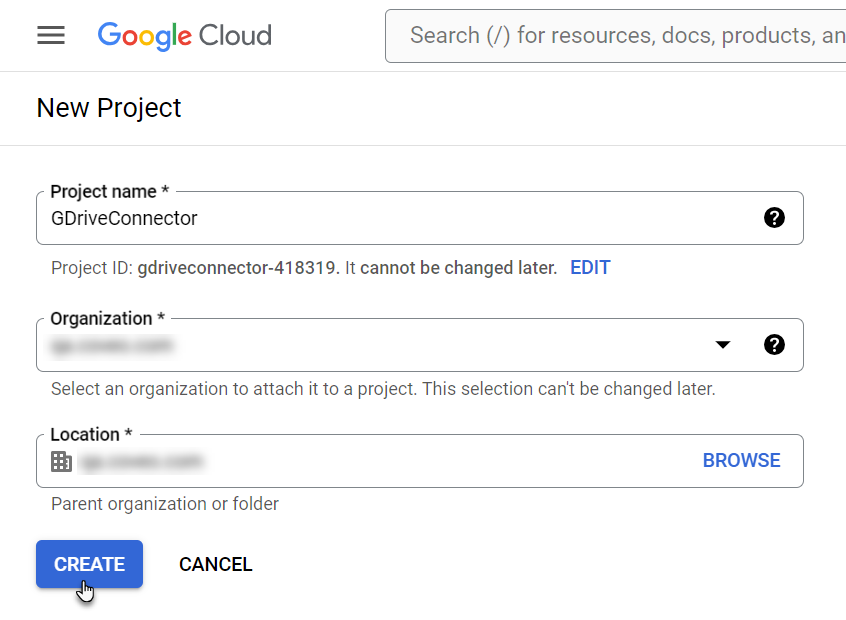 Google Cloud
Search (/) for resources, docs, products, an
New Project
Project name *
GDriveConnector
Project ID: gdriveconnector-418319. It cannot be changed later. EDIT
Organization *
Select an organization to attach it to a project. This selection can't be changed later.
Location *
BROWSE
Parent organization or folder
CREATE
CANCEL